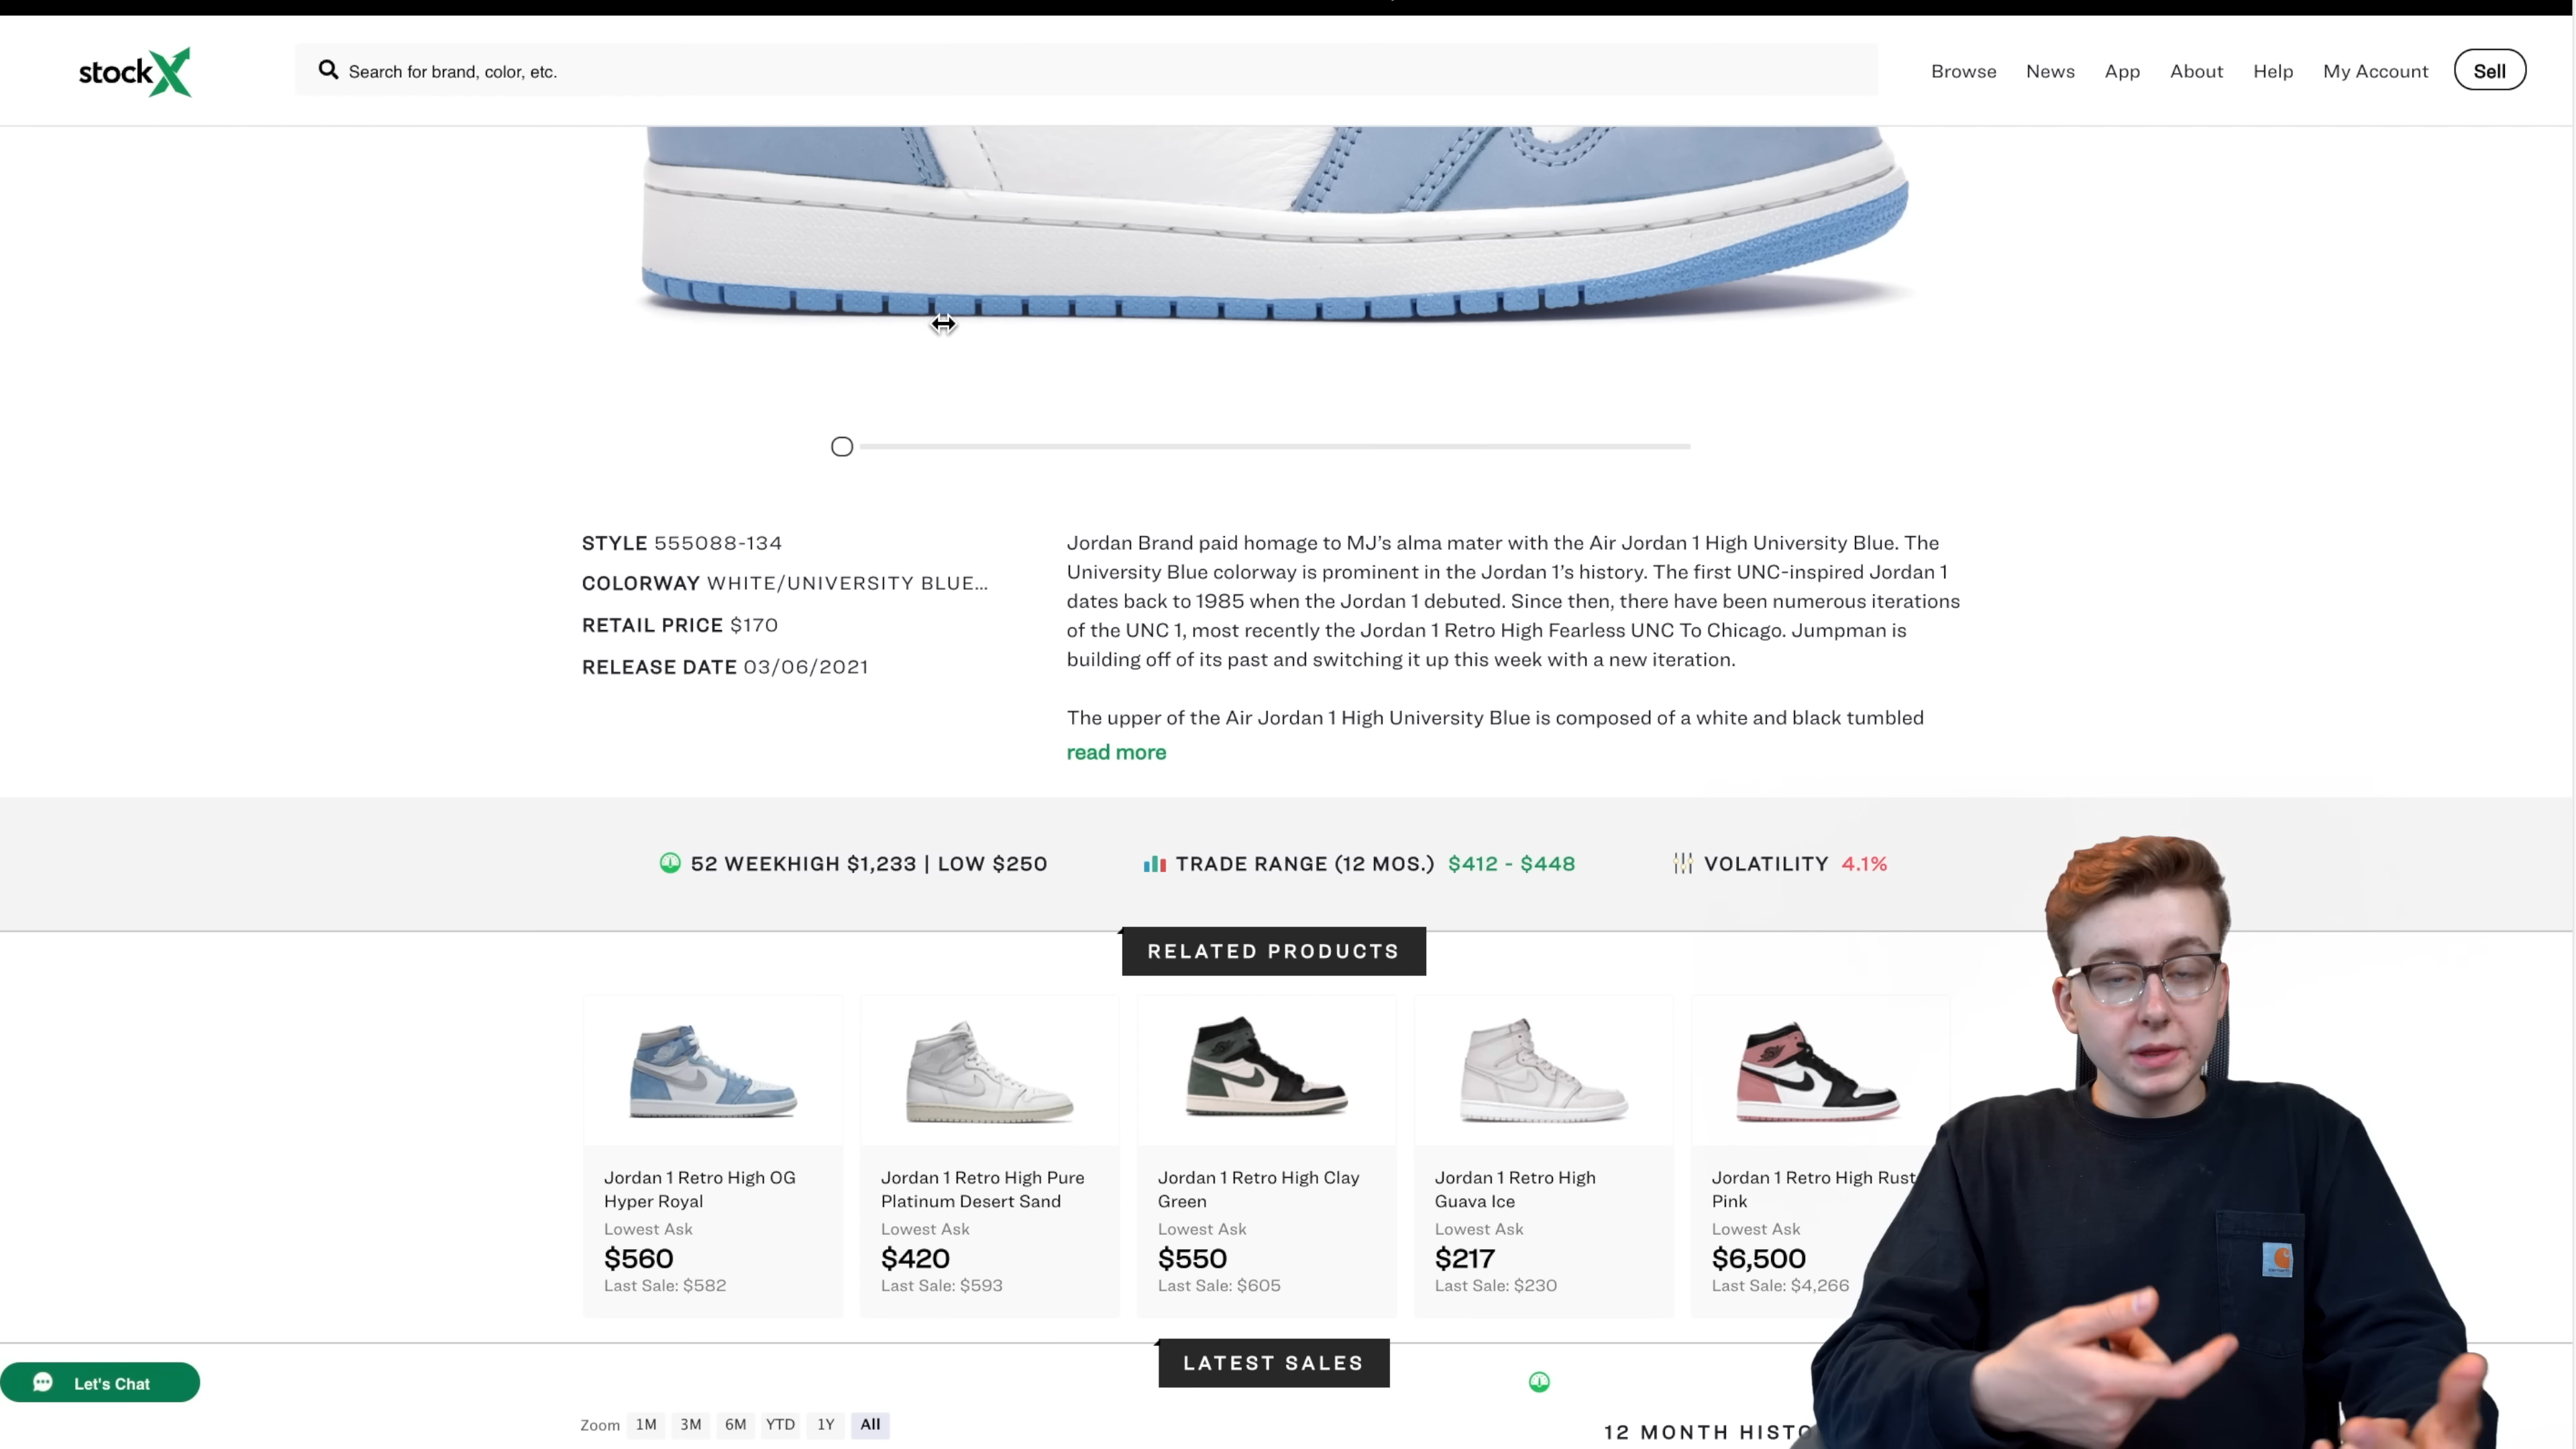 stockX
Search for brand, color, etc.
Browse News App About Help My Account Sell
STYLE 555088-134
COLORWAY WHITE/UNIVERSITY BLUE...
RETAIL PRICE $170
RELEASE DATE 03/06/2021
Jordan Brand paid homage to MJ's alma mater with the Air Jordan 1 High University Blue. The
University Blue colorway is prominent in the Jordan 1's history. The first UNC-inspired Jordan 1
dates back to 1985 when the Jordan 1 debuted. Since then, there have been numerous iterations
of the UNC 1, most recently the Jordan 1 Retro High Fearless UNC To Chicago. Jumpman is
building off of its past and switching it up this week with a new iteration.
The upper of the Air Jordan 1 High University Blue is composed of a white and black tumbled
read more
52 WEEKHIGH $1,233 | LOW $250
TRADE RANGE (12 MOS.) $412 - $448
VOLATILITY 4.1%
RELATED PRODUCTS
Jordan 1 Retro High OG
Hyper Royal
Lowest Ask
$560
Last Sale: $582
Jordan 1 Retro High Pure
Platinum Desert Sand
Lowest Ask
$420
Last Sale: $593
Jordan 1 Retro High Clay
Green
Lowest Ask
$550
Last Sale: $605
Jordan 1 Retro High
Guava Ice
Lowest Ask
$217
Last Sale: $230
Jordan 1 Retro High Rust
Pink
Lowest Ask
$6,500
Last Sale: $4,266
LATEST SALES
Let's Chat
Zoom 1M 3M 6M YTD 1Y All
12 MONTH HISTO